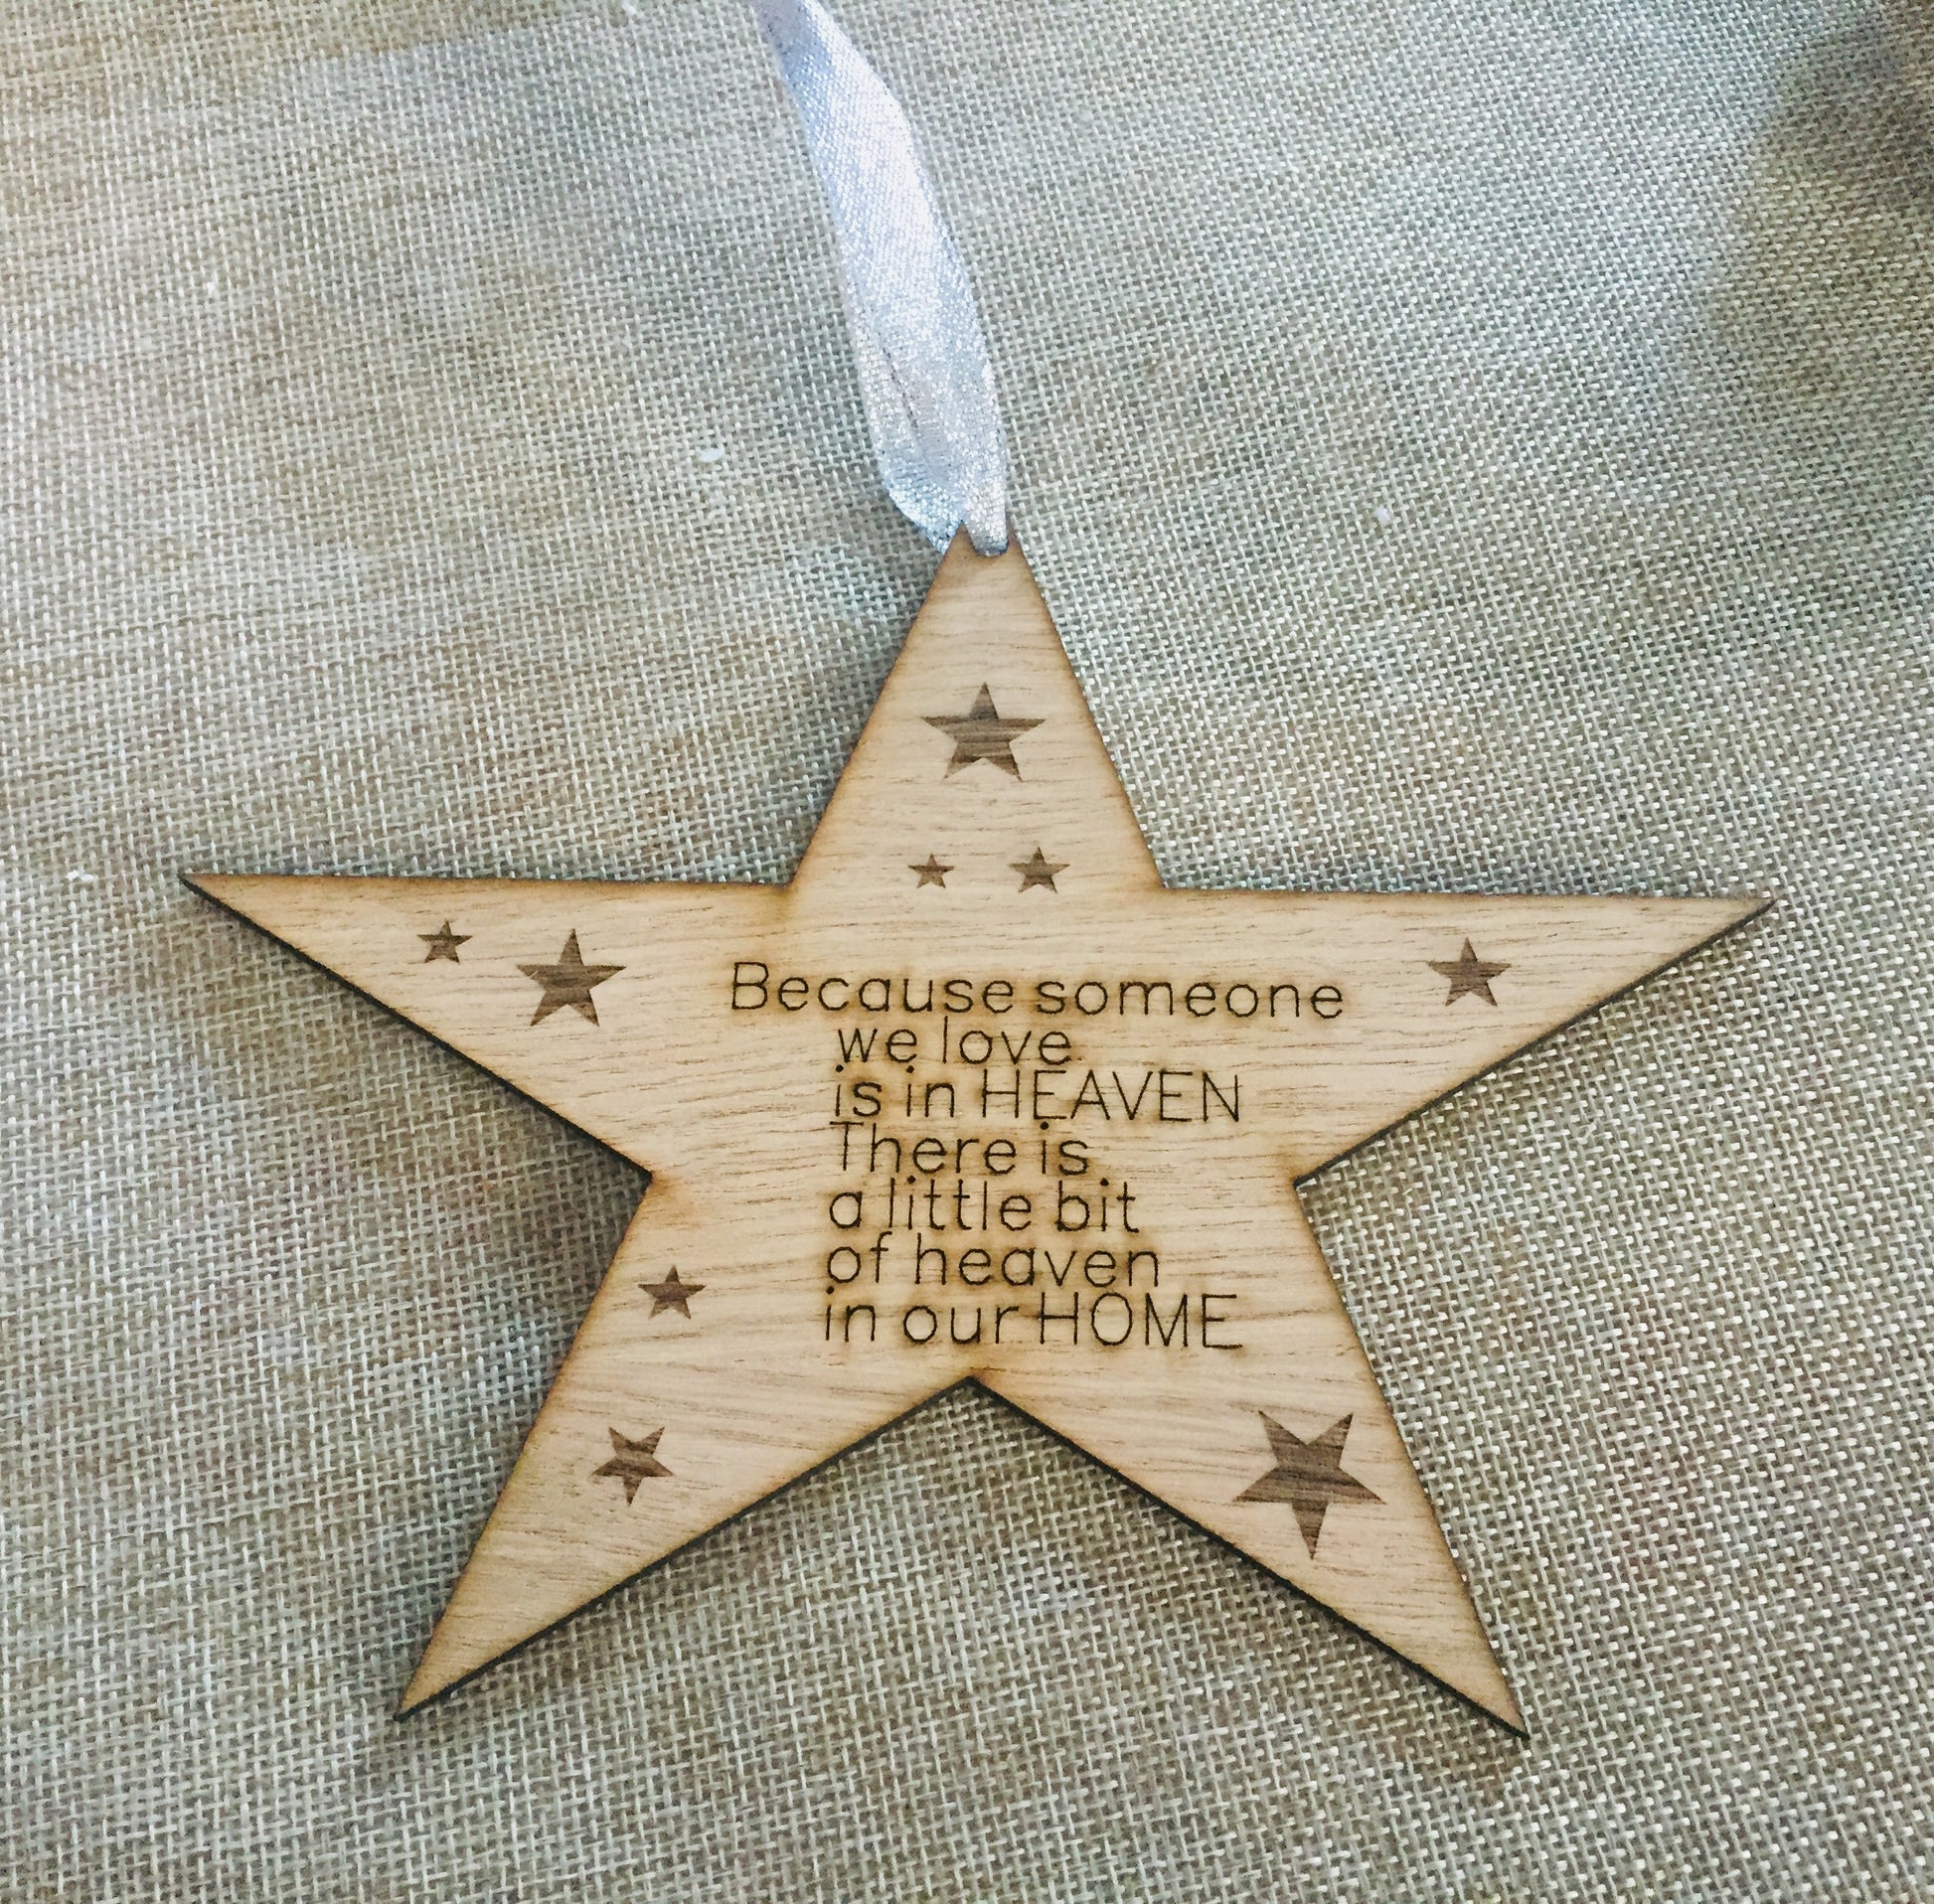 Because someone
we love
is in HEAVEN
There is
a little bit
of heaven
in our HOME